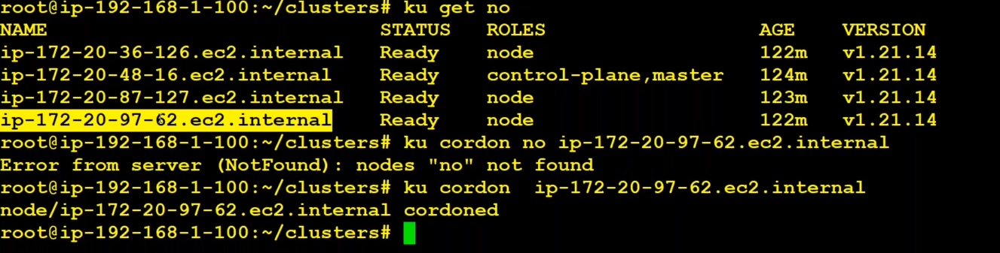 root@ip-192-168-1-100:~/clusters# ku get no
NAME STATUS ROLES AGE VERSION
ip-172-20-36-126.ec2.internal Ready node 122m v1.21.14
ip-172-20-48-16.ec2.internal Ready control-plane,master 124m v1.21.14
ip-172-20-87-127.ec2.internal Ready node 123m v1.21.14
ip-172-20-97-62.ec2.internal Ready node 122m v1.21.14
root@ip-192-168-1-100:~/clusters# ku cordon no ip-172-20-97-62.ec2.internal
Error from server (NotFound): nodes "no" not found
root@ip-192-168-1-100:~/clusters# ku cordon  ip-172-20-97-62.ec2.internal
node/ip-172-20-97-62.ec2.internal cordoned
root@ip-192-168-1-100:~/clusters#